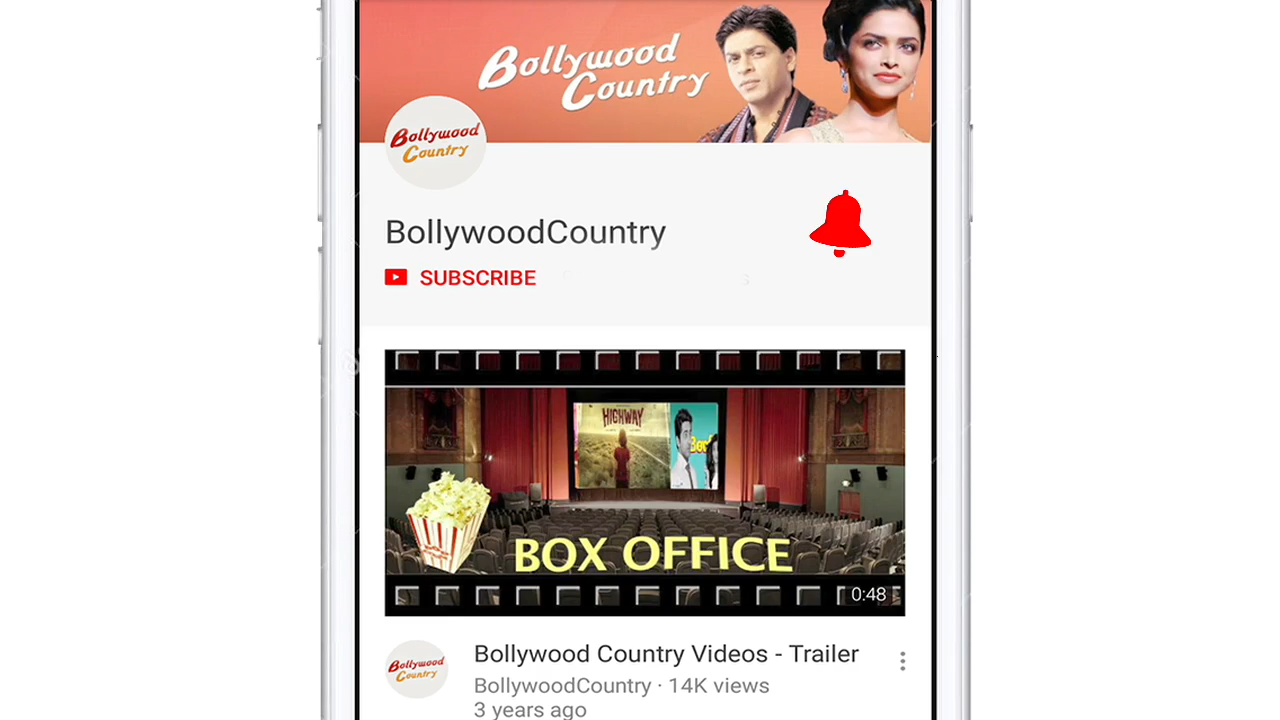 Bollywood
Country
Bollywood
Country
BollywoodCountry
SUBSCRIBE
HIGHWAY
BOX OFFICE
0:48
Bollywood Country Videos - Trailer
Bollywood
Country
BollywoodCountry · 14K views
3 years ago